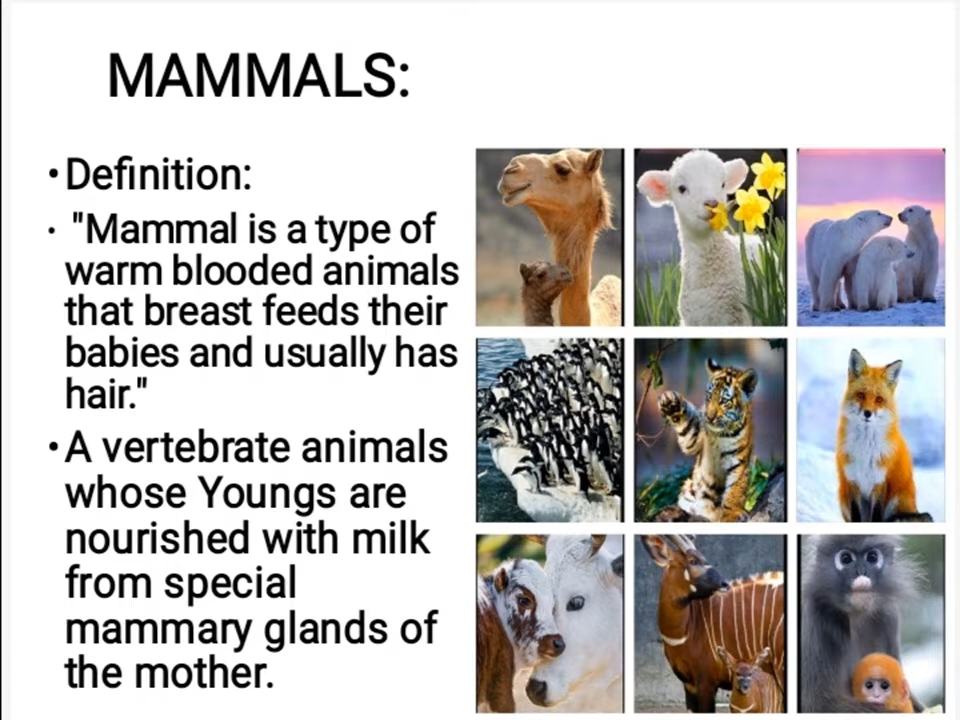 MAMMALS:
•Definition:
• "Mammal is a type of
warm blooded animals
that breast feeds their
babies and usually has
hair."
•A vertebrate animals
whose Youngs are
nourished with milk
from special
mammary glands of
the mother.